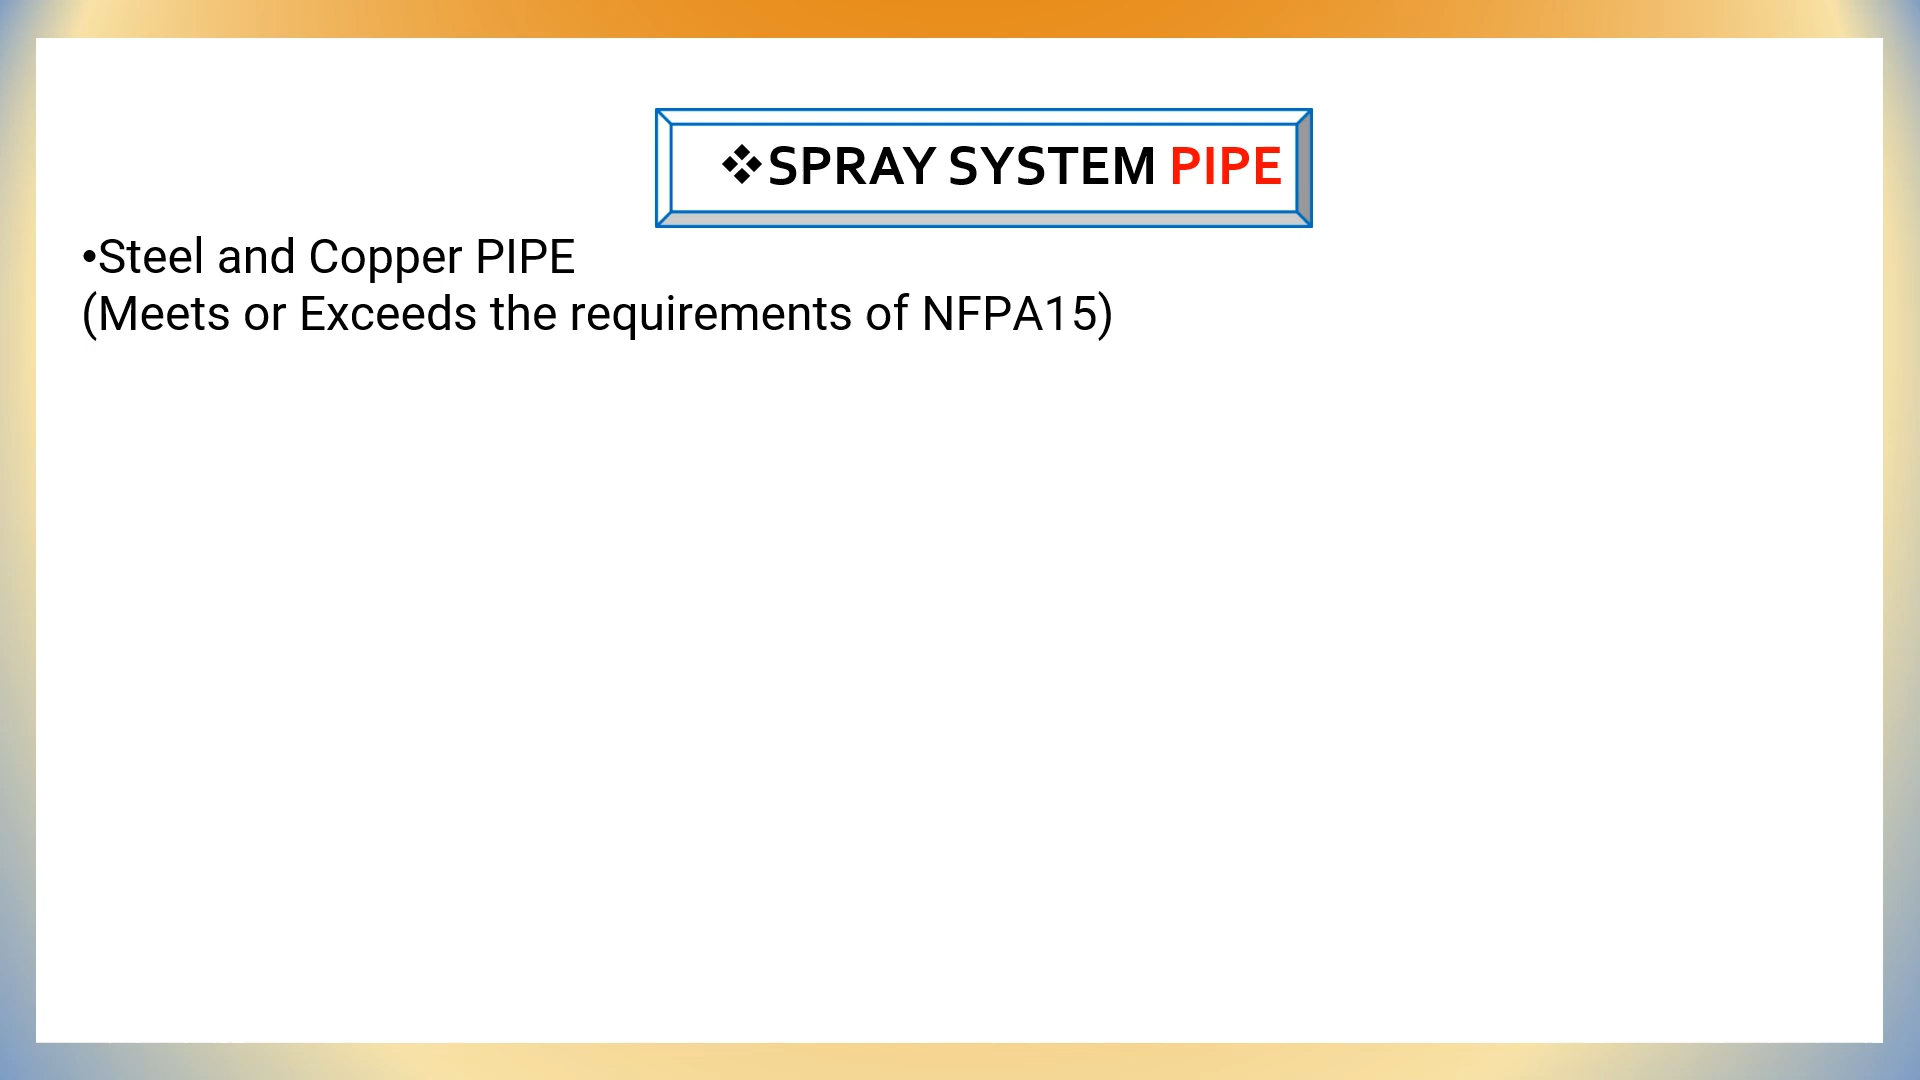 ❖SPRAY SYSTEM PIPE
•Steel and Copper PIPE
(Meets or Exceeds the requirements of NFPA15)